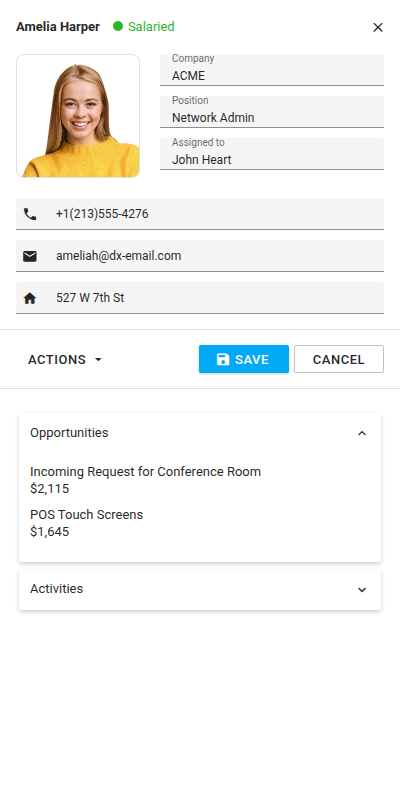 Amelia Harper
Salaried
Company
ACME
Position
Network Admin
Assigned to
John Heart
+1(213)555-4276
ameliah@dx-email.com
527 W 7th St
ACTIONS
SAVE
CANCEL
Opportunities
Incoming Request for Conference Room
$2,115
POS Touch Screens
$1,645
Activities